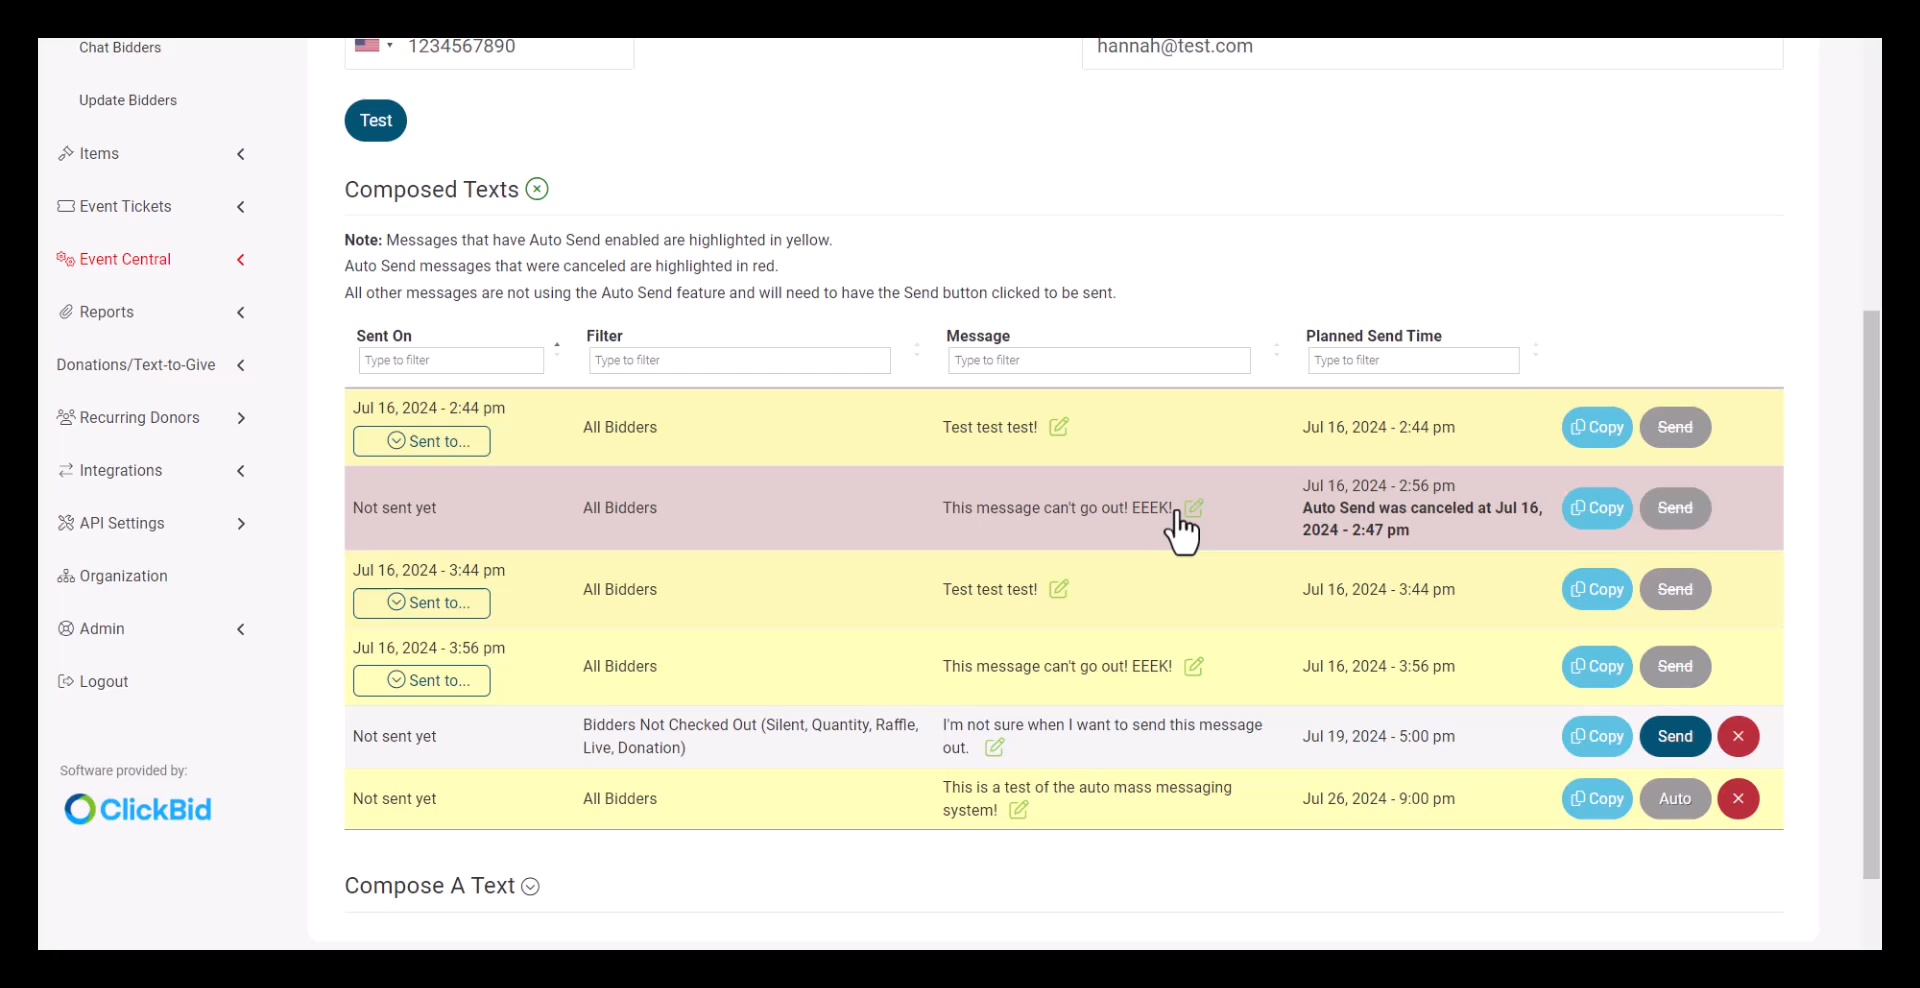 Chat Bidders
1234567890
hannah@test.com
Update Bidders
Test
Items
Composed Texts
Event Tickets
Note: Messages that have Auto Send enabled are highlighted in yellow.
Event Central
Auto Send messages that were canceled are highlighted in red.
All other messages are not using the Auto Send feature and will need to have the Send button clicked to be sent.
Reports
Sent On Filter Message Planned Send Time
Type to filter Type to filter Type to filter Type to filter
Donations/Text-to-Give
Recurring Donors
Integrations
API Settings
Organization
Admin
Logout
Software provided by:
ClickBid
Jul 16, 2024 - 2:44 pm
Sent to...
All Bidders
Test test test!
Jul 16, 2024 - 2:44 pm
Copy Send
Not sent yet
All Bidders
This message can't go out! EEEK!
Jul 16, 2024 - 2:56 pm
Auto Send was canceled at Jul 16,
2024 - 2:47 pm
Copy Send
Jul 16, 2024 - 3:44 pm
Sent to...
All Bidders
Test test test!
Jul 16, 2024 - 3:44 pm
Copy Send
Jul 16, 2024 - 3:56 pm
Sent to...
All Bidders
This message can't go out! EEEK!
Jul 16, 2024 - 3:56 pm
Copy Send
Not sent yet
Bidders Not Checked Out (Silent, Quantity, Raffle,
Live, Donation)
I'm not sure when I want to send this message
out.
Jul 19, 2024 - 5:00 pm
Copy Send
Not sent yet
All Bidders
This is a test of the auto mass messaging
system!
Jul 26, 2024 - 9:00 pm
Copy Auto
Compose A Text